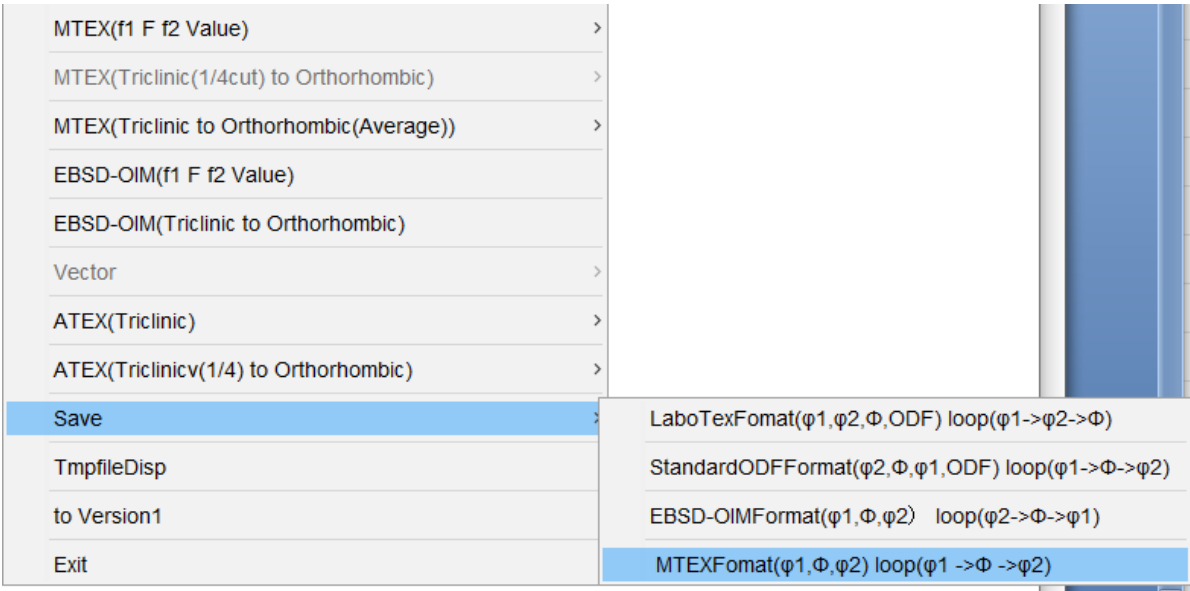 MTEX(f1 F f2 Value)
MTEX(Triclinic(1/4cut) to Orthorhombic)
MTEX(Triclinic to Orthorhombic(Average))
EBSD-OIM(f1 F f2 Value)
EBSD-OIM(Triclinic to Orthorhombic)
Vector
ATEX(Triclinic)
ATEX(Triclinicv(1/4) to Orthorhombic)
Save
TmpfileDisp
to Version1
Exit
LaboTexFomat(φ1,φ2,Φ,ODF) loop(φ1->φ2->Φ)
StandardODFFormat(φ2,Φ,φ1,ODF) loop(φ1->Φ->φ2)
EBSD-OIMFormat(φ1,Φ,φ2） loop(φ2->Φ->φ1)
MTEXFomat(φ1,Φ,φ2) loop(φ1 ->Φ ->φ2)